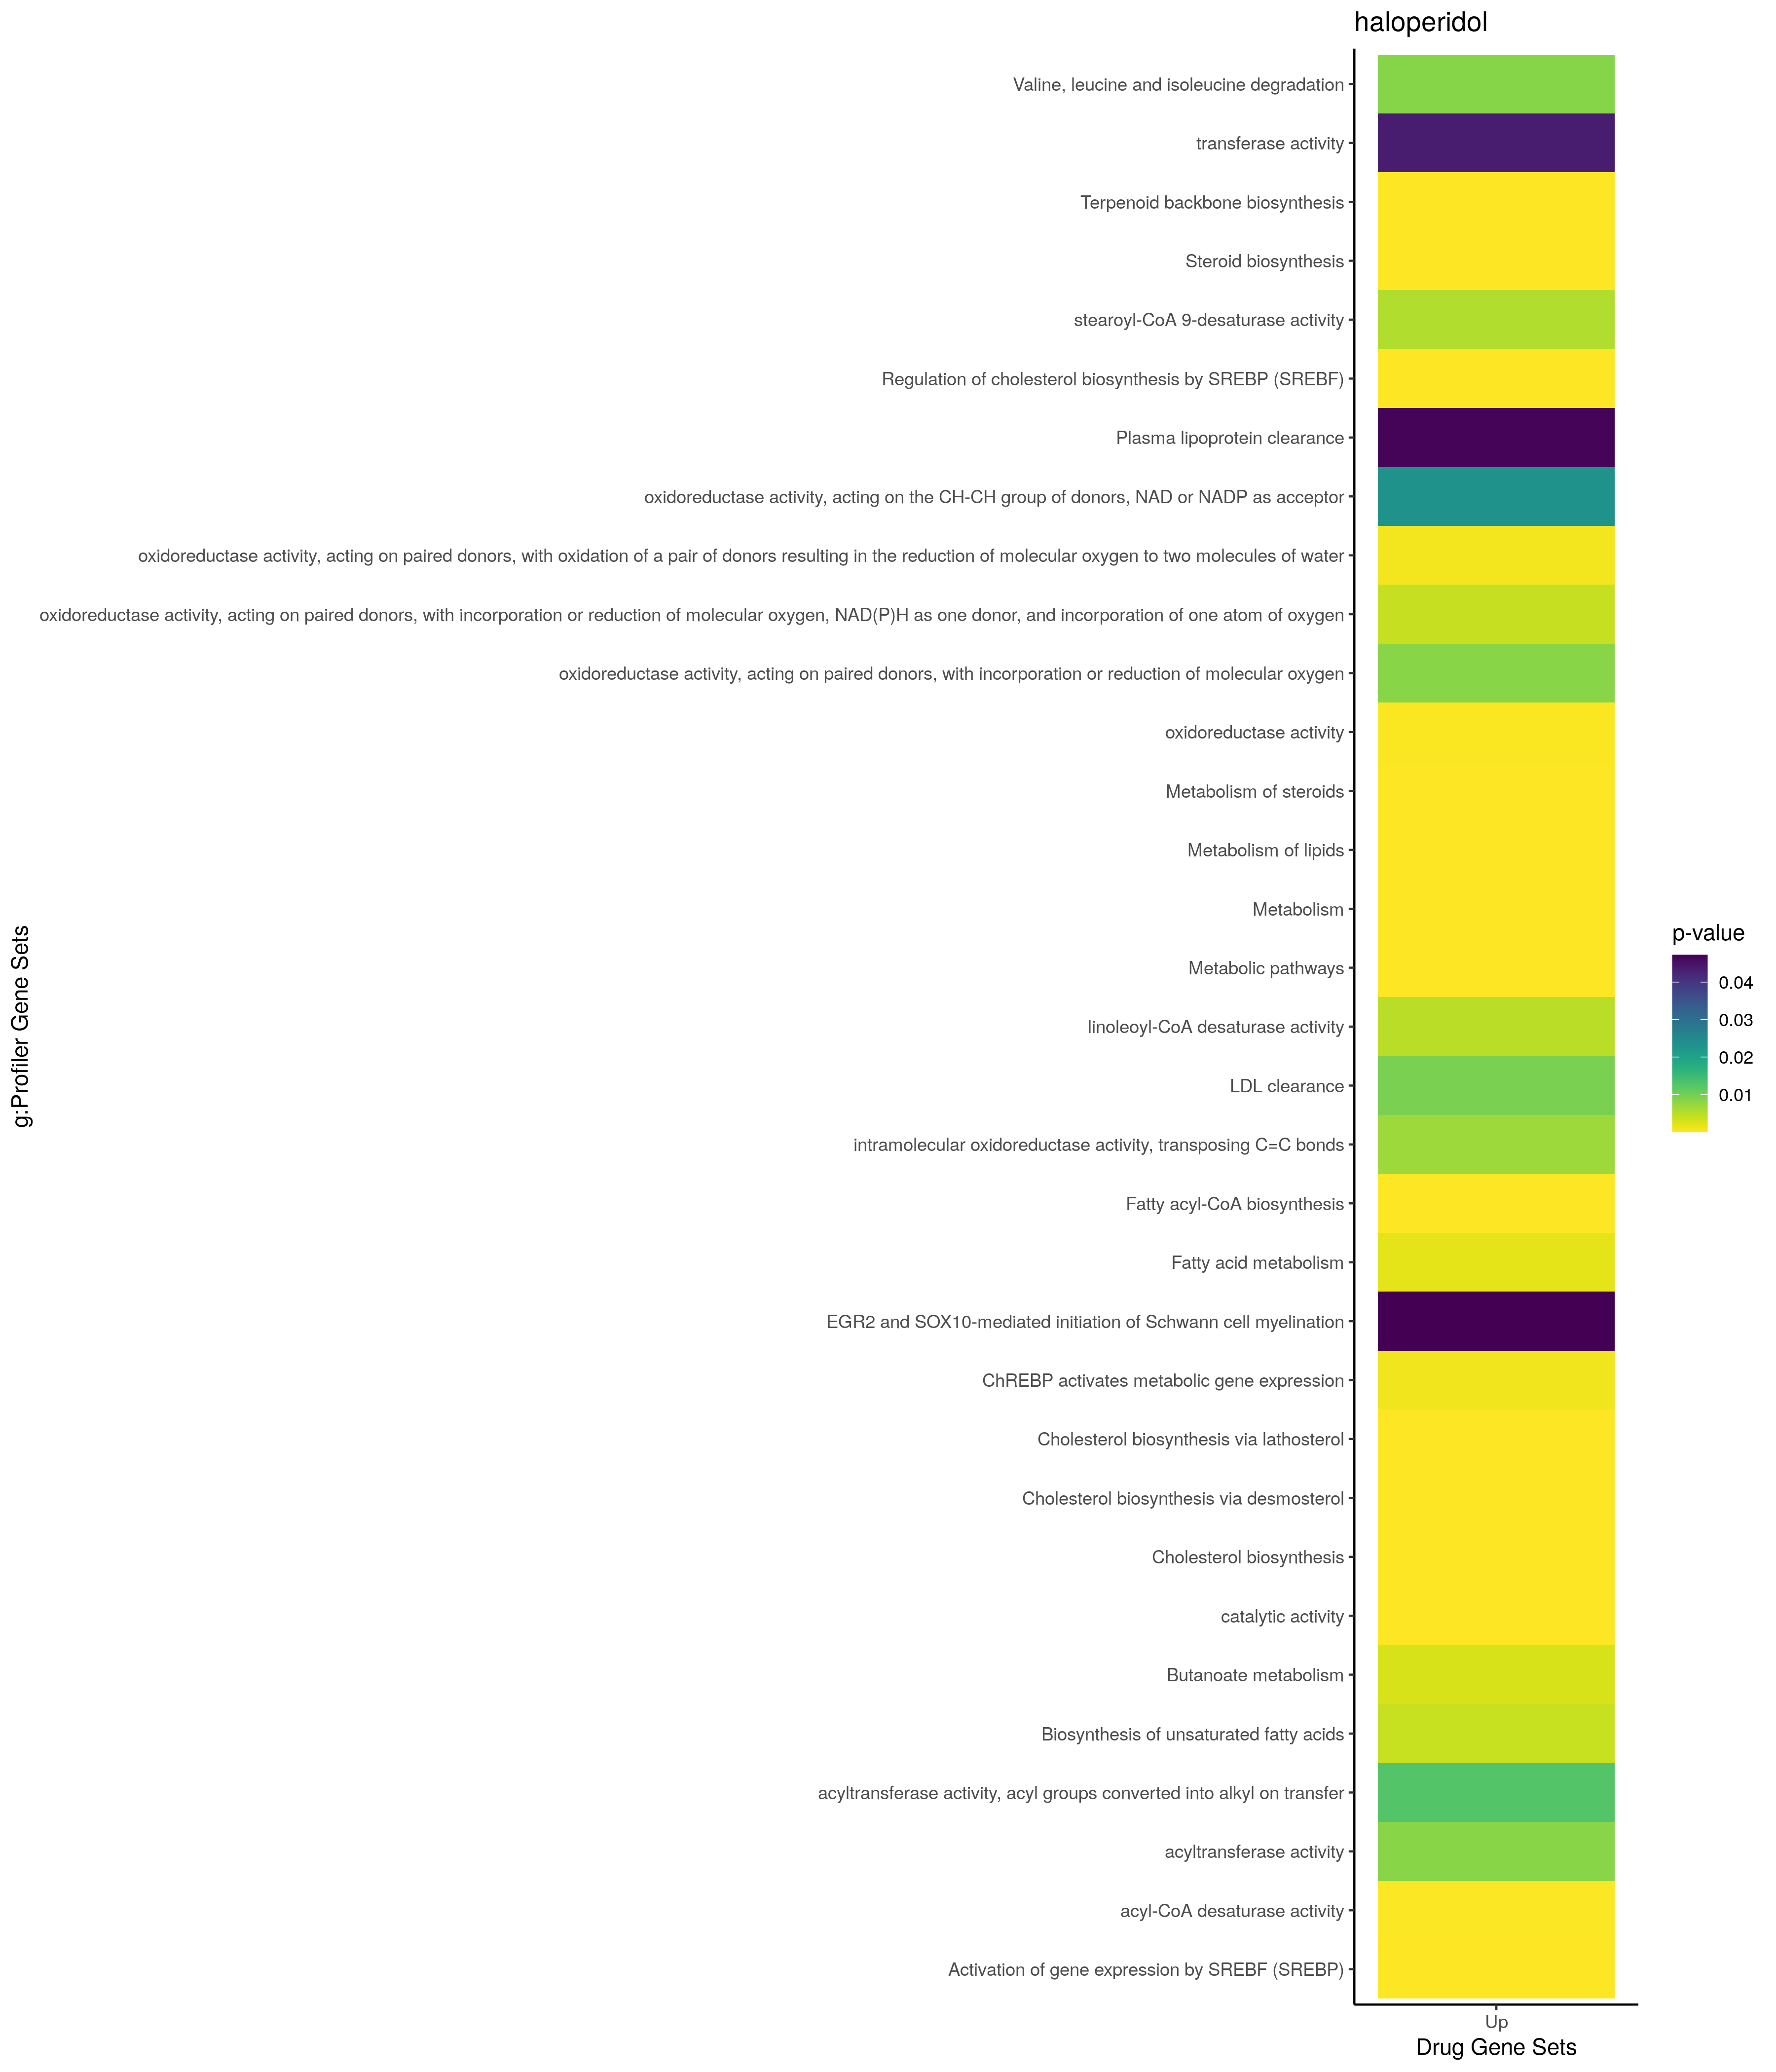 haloperidol
Valine, leucine and isoleucine degradation
transferase activity
Terpenoid backbone biosynthesis
Steroid biosynthesis
stearoyl-CoA 9-desaturase activity
Regulation of cholesterol biosynthesis by SREBP (SREBF)
Plasma lipoprotein clearance
oxidoreductase activity, acting on the CH-CH group of donors, NAD or NADP as acceptor
oxidoreductase activity, acting on paired donors, with oxidation of a pair of donors resulting in the reduction of molecular oxygen to two molecules of water
oxidoreductase activity, acting on paired donors, with incorporation or reduction of molecular oxygen, NAD(P)H as one donor, and incorporation of one atom of oxygen
oxidoreductase activity, acting on paired donors, with incorporation or reduction of molecular oxygen
oxidoreductase activity
Metabolism of steroids
Metabolism of lipids
Metabolism
Metabolic pathways
linoleoyl-CoA desaturase activity
LDL clearance
intramolecular oxidoreductase activity, transposing C=C bonds
Fatty acyl-CoA biosynthesis
Fatty acid metabolism
EGR2 and SOX10-mediated initiation of Schwann cell myelination
ChREBP activates metabolic gene expression
Cholesterol biosynthesis via lathosterol
Cholesterol biosynthesis via desmosterol
Cholesterol biosynthesis
catalytic activity
Butanoate metabolism
Biosynthesis of unsaturated fatty acids
acyltransferase activity, acyl groups converted into alkyl on transfer
acyltransferase activity
acyl-CoA desaturase activity
Activation of gene expression by SREBF (SREBP)
g:Profiler Gene Sets
Up
Drug Gene Sets
p-value
0.04
0.03
0.02
0.01